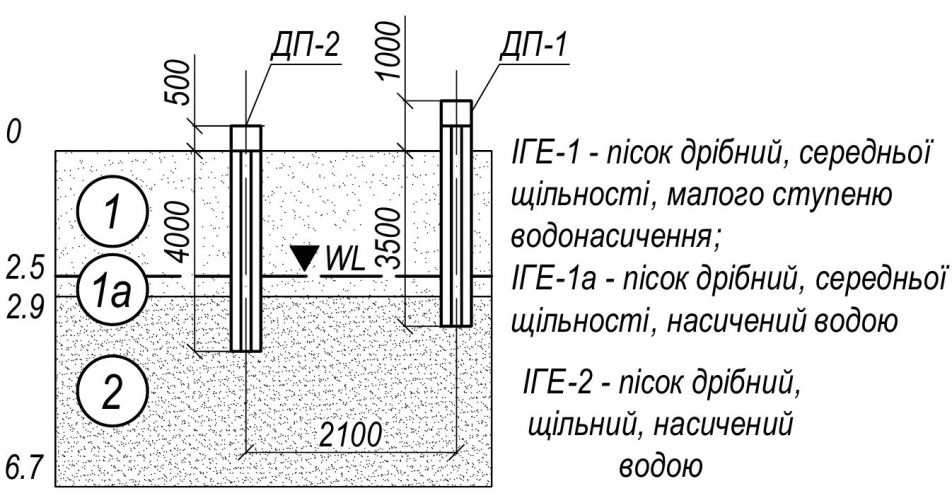 ДП-2
ДП-1
500
1000
0
ІГЕ-1 - пісок дрібний, середньої
щільності, малого ступеню
водонасичення;
1
4000
3500
WL
2.5
1а
ІГЕ-1а - пісок дрібний, середньої
щільності, насичений водою
2.9
2
ІГЕ-2 - пісок дрібний,
щільний, насичений
водою
2100
6.7